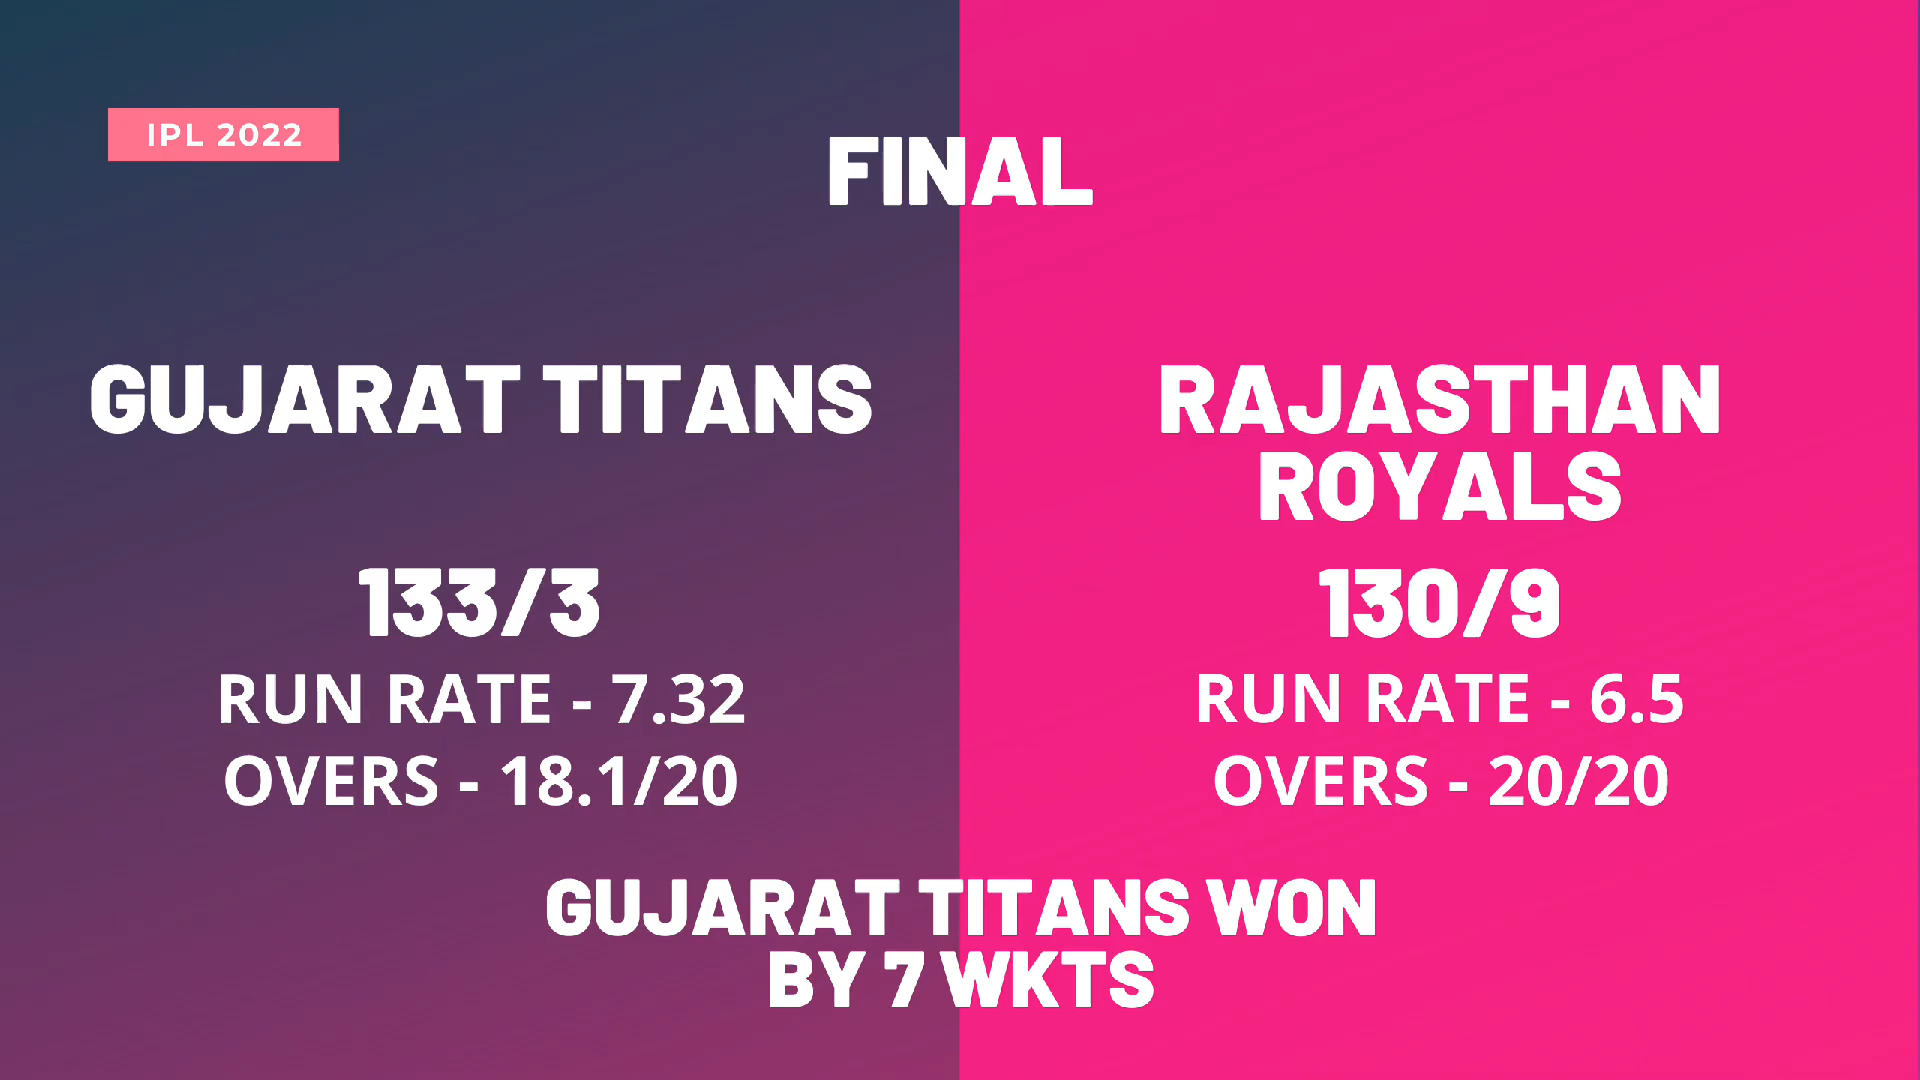 IPL 2022
FINAL
GUJARAT TITANS
133/3
RUN RATE - 7.32
OVERS - 18.1/20
RAJASTHAN
ROYALS
130/9
RUN RATE - 6.5
OVERS - 20/20
GUJARAT TITANS WON
BY 7 WKTS